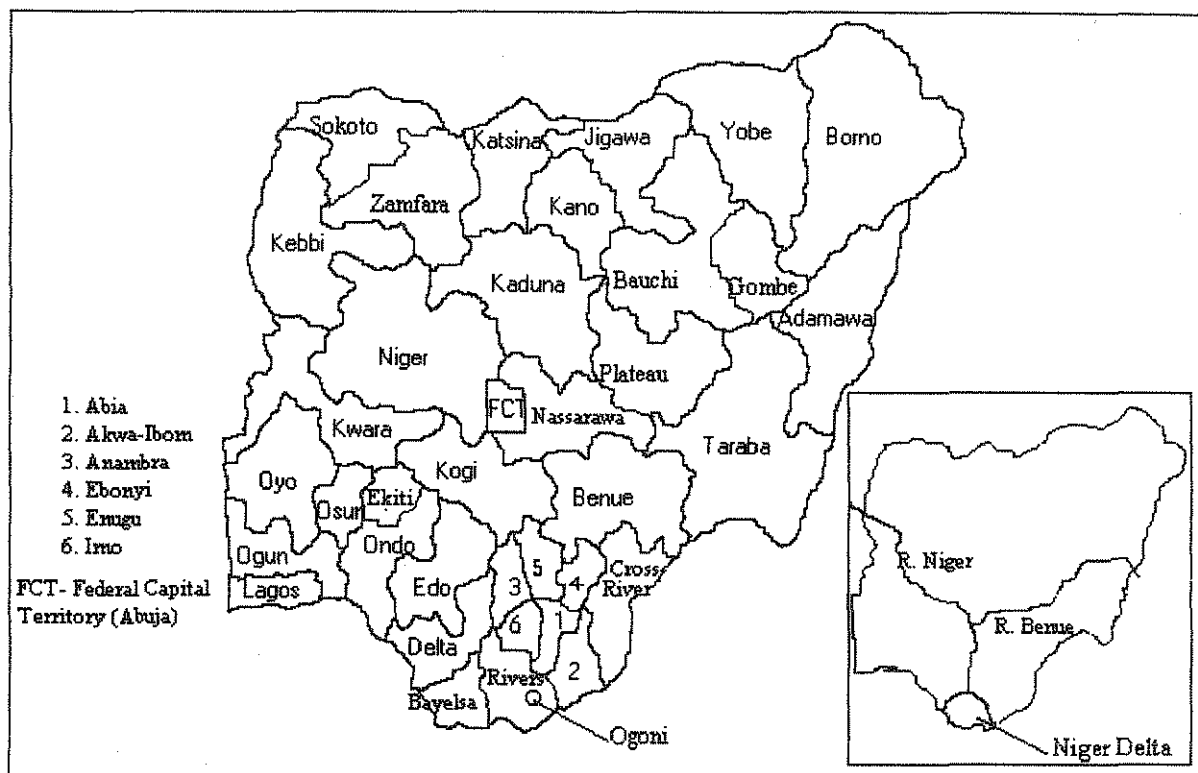 Sokoto
Katsina
Jigawa
Yobe
Borno
Zamfara
Kano
Kebbi
Kaduna
Bauchi
Gombe
Adamawa
Niger
Plateau
FCT
Nassarawa
1. Abia
2. Akwa-Ibom
3. Anambra
4. Ebonyi
5. Enugu
6. Imo
FCT- Federal Capital
Territory (Abuja)
Kwara
Taraba
Kogi
Oyo
Benue
Ekiti
Osun
Ondo
Ogun
5
Cross
River
4
Lagos
Edo
3
6
1
Delta
2
Rivers
Bayelsa
Ogoni
R. Niger
R. Benue
Niger Delta